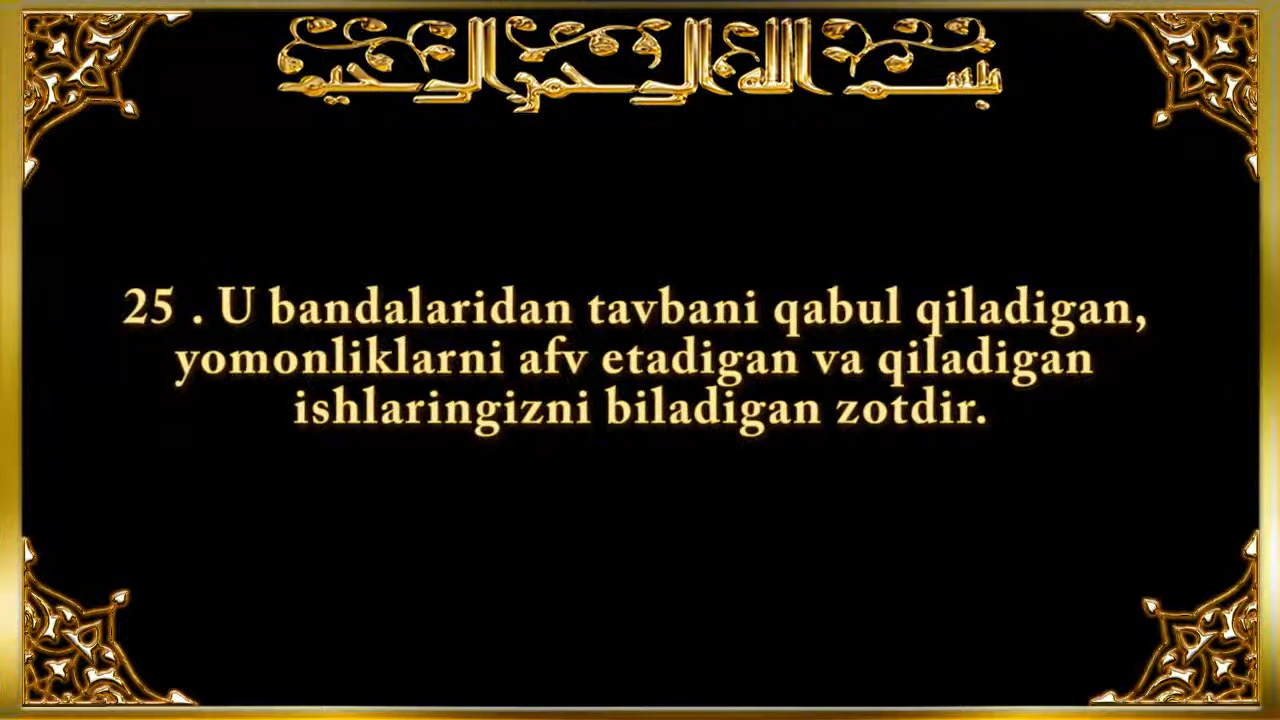 بسم الله الرحمن الرحيم
25 . U bandalaridan tavbani qabul qiladigan,
yomonliklarni afv etadigan va qiladigan
ishlaringizni biladigan zotdir.